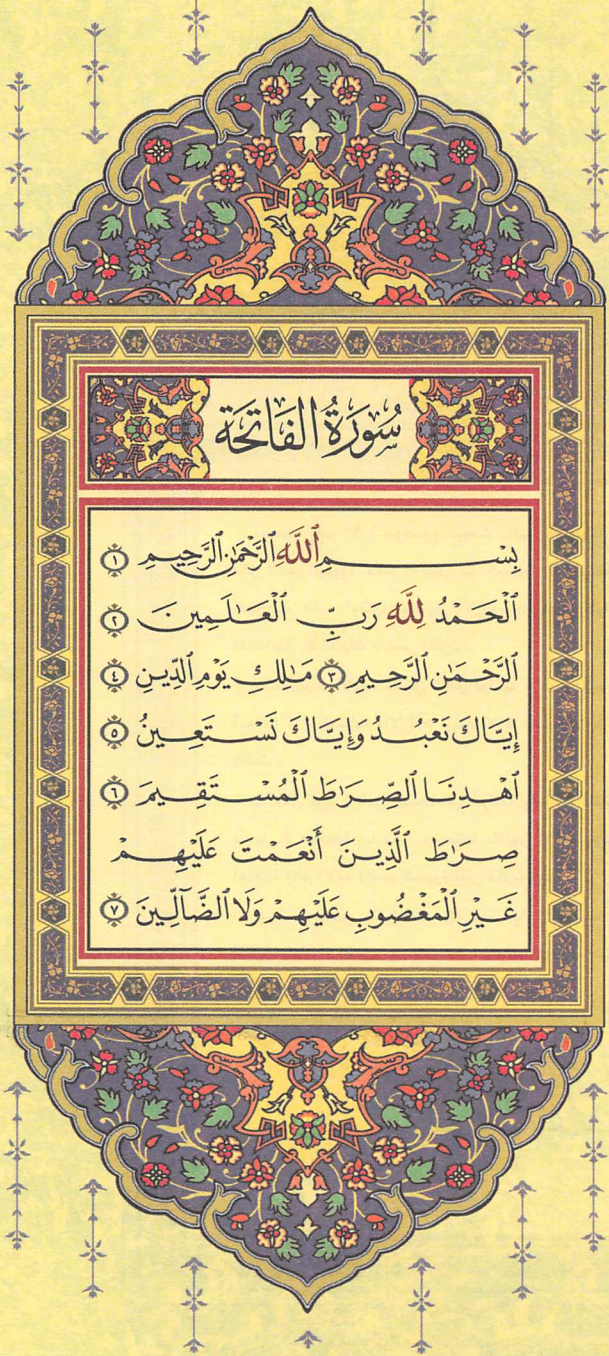 سُورَةُ الفَاتِحَة
بِسْمِ ٱللَّهِ ٱلرَّحْمَٰنِ ٱلرَّحِيمِ ١
ٱلْحَمْدُ لِلَّهِ رَبِّ ٱلْعَٰلَمِينَ ٢
ٱلرَّحْمَٰنِ ٱلرَّحِيمِ ٣ مَٰلِكِ يَوْمِ ٱلدِّينِ ٤
إِيَّاكَ نَعْبُدُ وَإِيَّاكَ نَسْتَعِينُ ٥
ٱهْدِنَا ٱلصِّرَٰطَ ٱلْمُسْتَقِيمَ ٦
صِرَٰطَ ٱلَّذِينَ أَنْعَمْتَ عَلَيْهِمْ
غَيْرِ ٱلْمَغْضُوبِ عَلَيْهِمْ وَلَا ٱلضَّآلِّينَ ٧